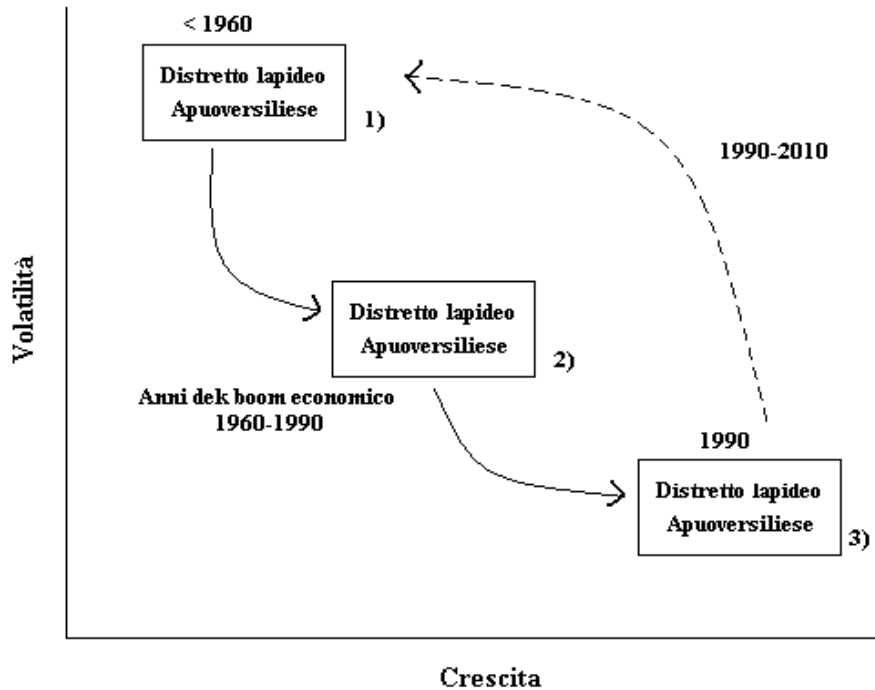 < 1960
Distretto lapideo
Apuoversiliese
1)
1990-2010
Volatilità
Distretto lapideo
Apuoversiliese
2)
Anni dek boom economico
1960-1990
1990
Distretto lapideo
Apuoversiliese
3)
Crescita